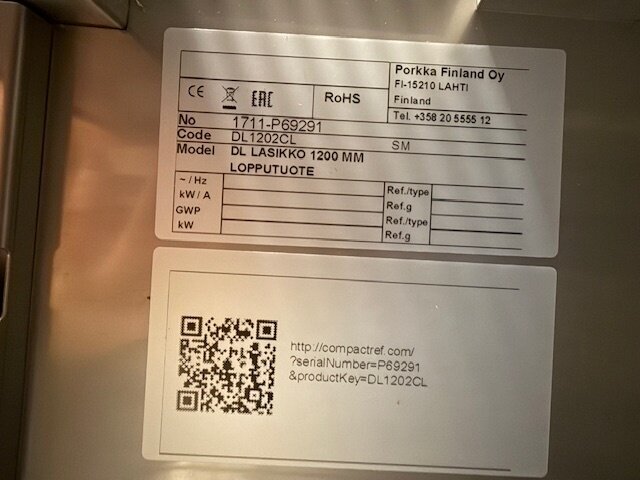 Porkka Finland Oy
FI-15210 LAHTI
Finland
Tel. +358 20 5555 12
CE EAC RoHS
No 1711-P69291
Code DL1202CL SM
Model DL LASIKKO 1200 MM
LOPPUTUOTE
~ / Hz Ref./type
kW / A Ref.g
GWP Ref./type
kW Ref.g
http://compactref.com/
?serialNumber=P69291
&productKey=DL1202CL